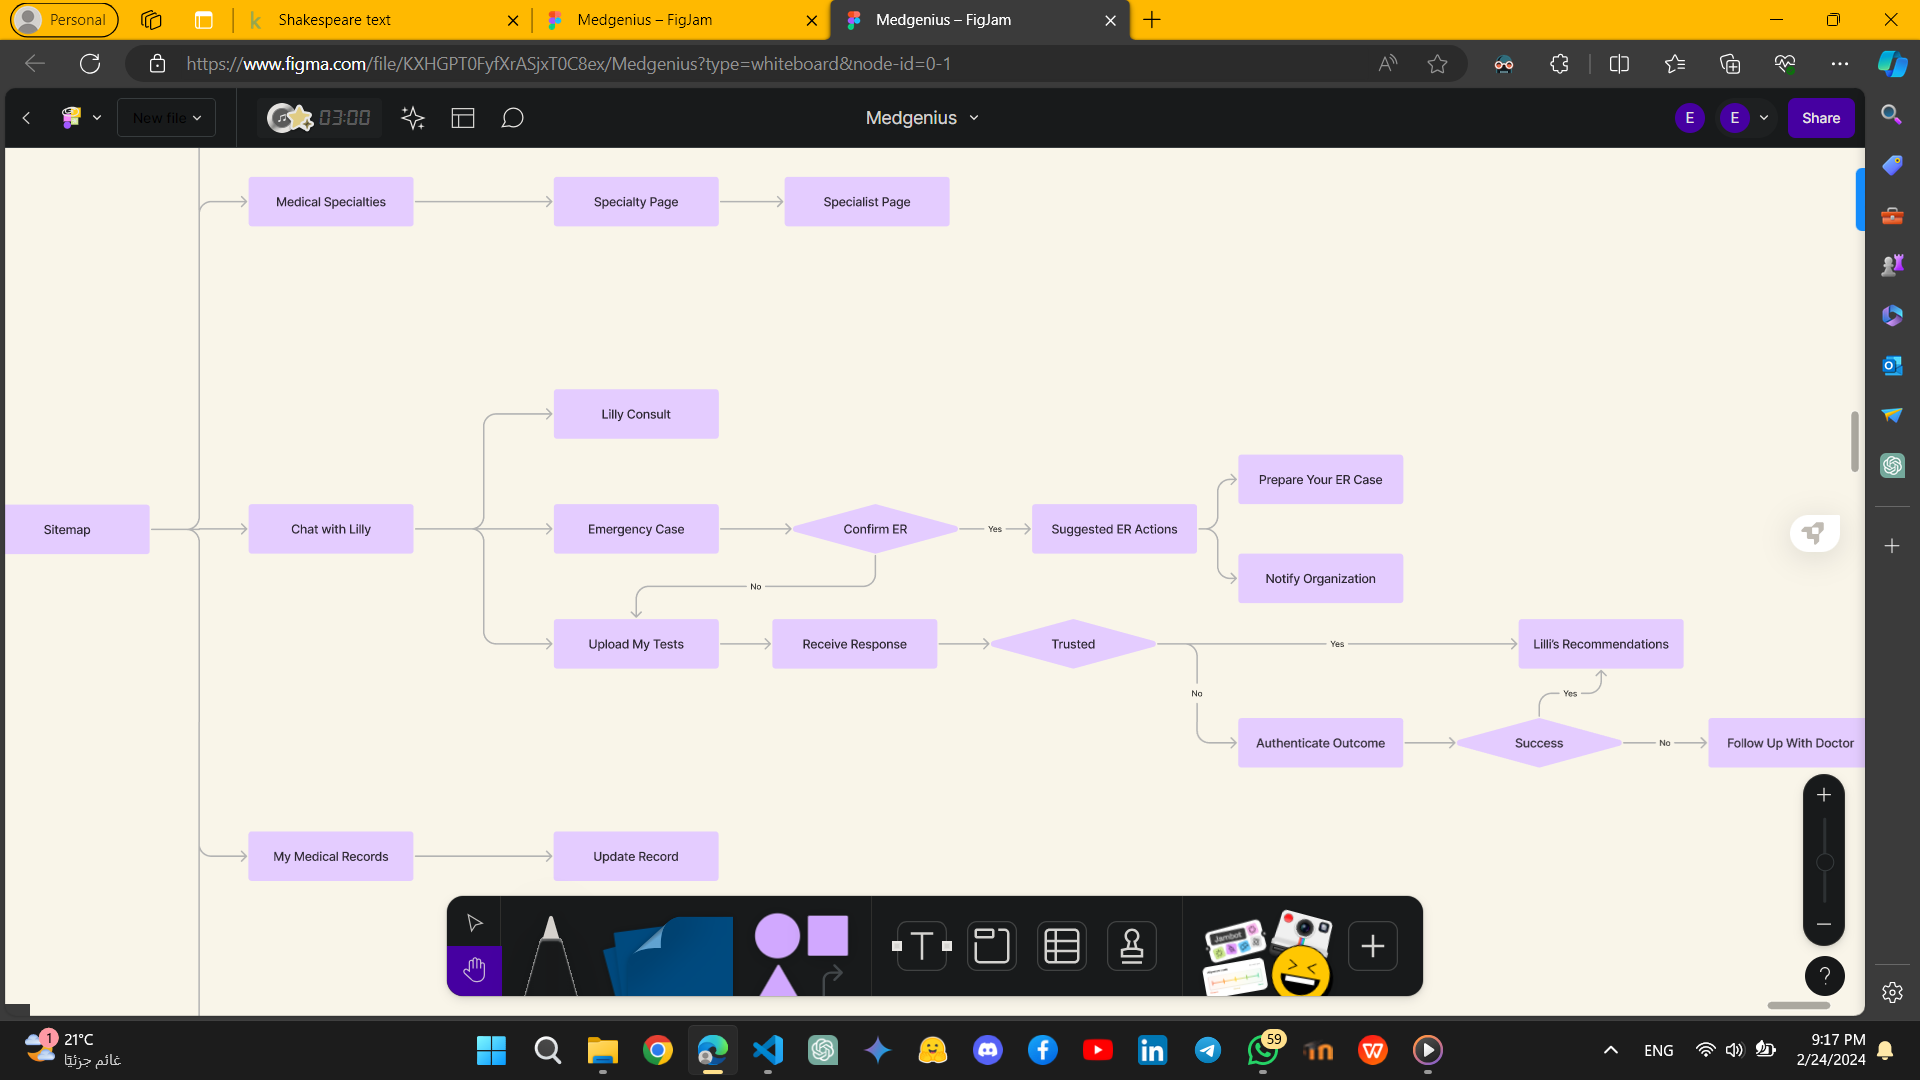 Personal
Shakespeare text
Medgenius – FigJam
Medgenius – FigJam
https://www.figma.com/file/KXHGPT0FyfXrASjxT0C8ex/Medgenius?type=whiteboard&node-id=0-1
New file
03:00
Medgenius
E
E
Share
Medical Specialties
Specialty Page
Specialist Page
Lilly Consult
Prepare Your ER Case
Sitemap
Chat with Lilly
Emergency Case
Confirm ER
Yes
Suggested ER Actions
No
Notify Organization
Upload My Tests
Receive Response
Trusted
Yes
Lilli's Recommendations
No
Yes
Authenticate Outcome
Success
No
Follow Up With Doctor
My Medical Records
Update Record
T
Jambot
?
1
21°C
غائم جزئيًا
59
ENG
9:17 PM
2/24/2024